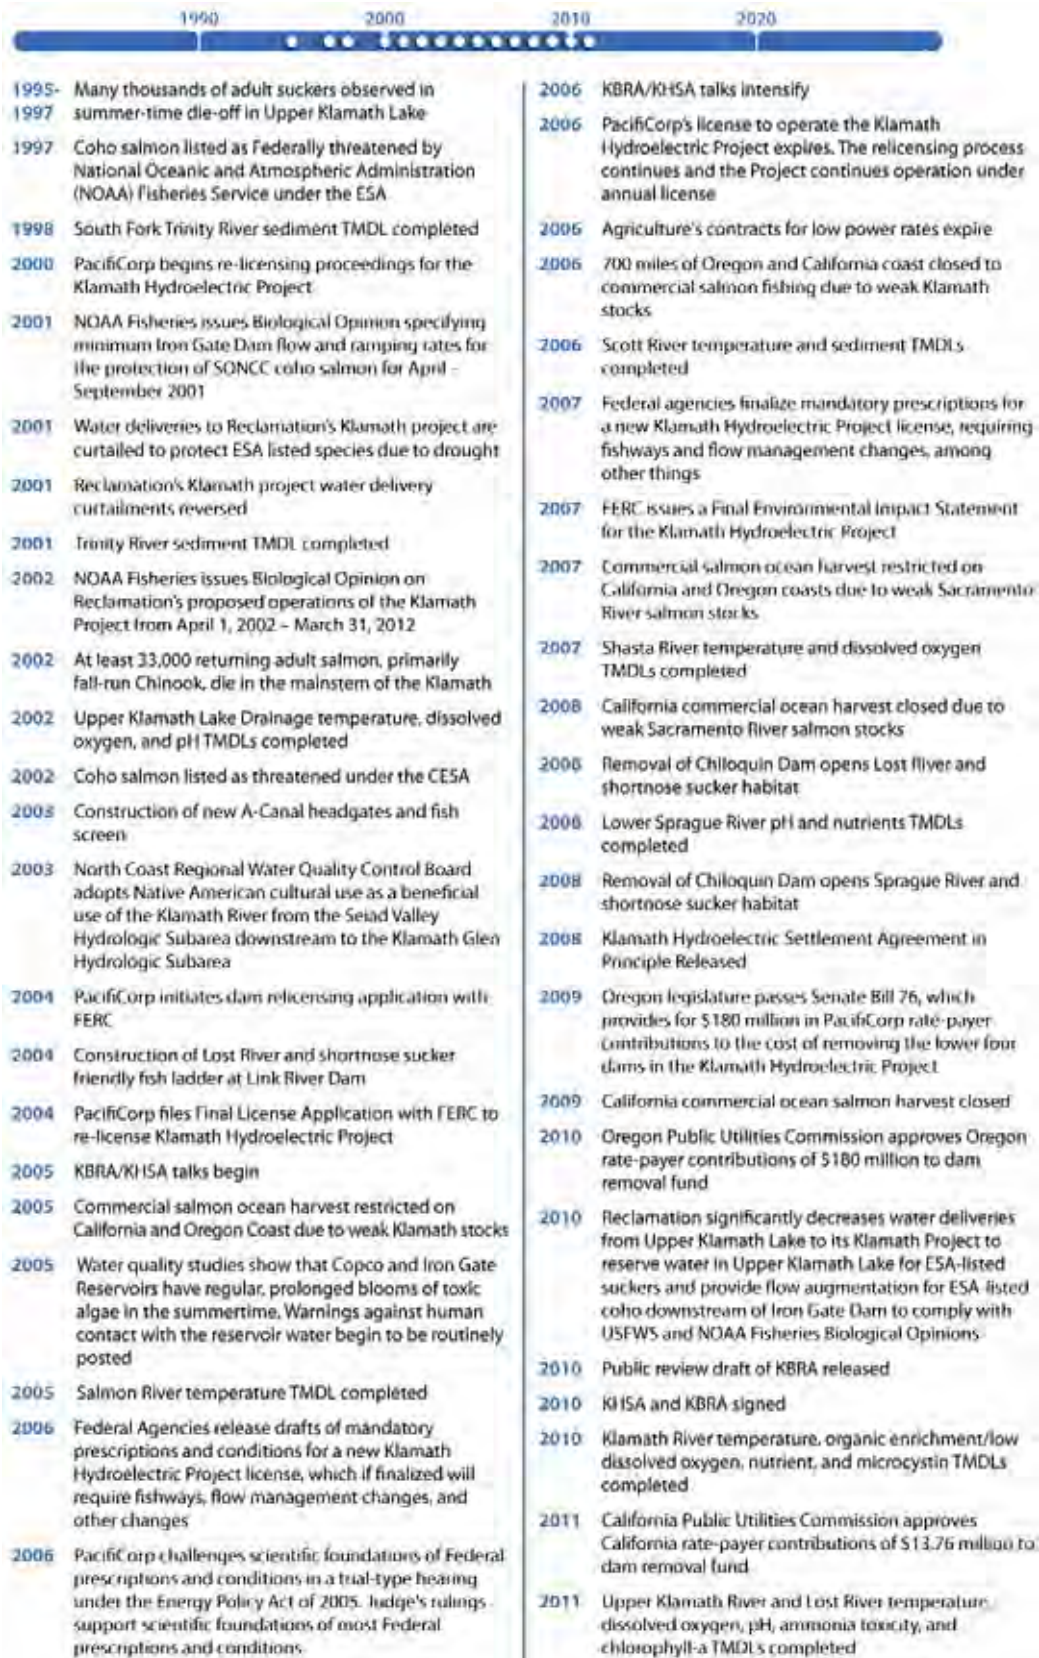 1990 2000 2010 2020
1995- Many thousands of adult suckers observed in
1997 summer-time die-off in Upper Klamath Lake
1997 Coho salmon listed as Federally threatened by
National Oceanic and Atmospheric Administration
(NOAA) Fisheries Service under the ESA
1998 South Fork Trinity River sediment TMDL completed
2000 PacifiCorp begins re-licensing proceedings for the
Klamath Hydroelectric Project
2001 NOAA Fisheries issues Biological Opinion specifying
minimum Iron Gate Dam flow and ramping rates for
the protection of SONCC coho salmon for April –
September 2001
2001 Water deliveries to Reclamation's Klamath project are
curtailed to protect ESA listed species due to drought
2001 Reclamation's Klamath project water delivery
curtailments reversed
2001 Trinity River sediment TMDL completed
2002 NOAA Fisheries issues Biological Opinion on
Reclamation's proposed operations of the Klamath
Project from April 1, 2002 – March 31, 2012
2002 At least 33,000 returning adult salmon, primarily
fall-run Chinook, die in the mainstem of the Klamath
2002 Upper Klamath Lake Drainage temperature, dissolved
oxygen, and pH TMDLs completed
2002 Coho salmon listed as threatened under the CESA
2003 Construction of new A-Canal headgates and fish
screen
2003 North Coast Regional Water Quality Control Board
adopts Native American cultural use as a beneficial
use of the Klamath River from the Seiad Valley
Hydrologic Subarea downstream to the Klamath Glen
Hydrologic Subarea
2004 PacifiCorp initiates dam relicensing application with
FERC
2004 Construction of Lost River and shortnose sucker
friendly fish ladder at Link River Dam
2004 PacifiCorp files Final License Application with FERC to
re-license Klamath Hydroelectric Project
2005 KBRA/KHSA talks begin
2005 Commercial salmon ocean harvest restricted on
California and Oregon Coast due to weak Klamath stocks
2005 Water quality studies show that Copco and Iron Gate
Reservoirs have regular, prolonged blooms of toxic
algae in the summertime. Warnings against human
contact with the reservoir water begin to be routinely
posted
2005 Salmon River temperature TMDL completed
2006 Federal Agencies release drafts of mandatory
prescriptions and conditions for a new Klamath
Hydroelectric Project license, which if finalized will
require fishways, flow management changes, and
other changes
2006 PacifiCorp challenges scientific foundations of Federal
prescriptions and conditions in a trial-type hearing
under the Energy Policy Act of 2005. Judge's rulings
support scientific foundations of most Federal
prescriptions and conditions
2006 KBRA/KHSA talks intensify
2006 PacifiCorp's license to operate the Klamath
Hydroelectric Project expires. The relicensing process
continues and the Project continues operation under
annual license
2006 Agriculture's contracts for low power rates expire
2006 700 miles of Oregon and California coast closed to
commercial salmon fishing due to weak Klamath
stocks
2006 Scott River temperature and sediment TMDLs
completed
2007 Federal agencies finalize mandatory prescriptions for
a new Klamath Hydroelectric Project license, requiring
fishways and flow management changes, among
other things
2007 FERC issues a Final Environmental Impact Statement
for the Klamath Hydroelectric Project
2007 Commercial salmon ocean harvest restricted on
California and Oregon coasts due to weak Sacramento
River salmon stocks
2007 Shasta River temperature and dissolved oxygen
TMDLs completed
2008 California commercial ocean harvest closed due to
weak Sacramento River salmon stocks
2008 Removal of Chiloquin Dam opens Lost River and
shortnose sucker habitat
2008 Lower Sprague River pH and nutrients TMDLs
completed
2008 Removal of Chiloquin Dam opens Sprague River and
shortnose sucker habitat
2008 Klamath Hydroelectric Settlement Agreement in
Principle Released
2009 Oregon legislature passes Senate Bill 76, which
provides for $180 million in PacifiCorp rate-payer
contributions to the cost of removing the lower four
dams in the Klamath Hydroelectric Project
2009 California commercial ocean salmon harvest closed
2010 Oregon Public Utilities Commission approves Oregon
rate-payer contributions of $180 million to dam
removal fund
2010 Reclamation significantly decreases water deliveries
from Upper Klamath Lake to its Klamath Project to
reserve water in Upper Klamath Lake for ESA-listed
suckers and provide flow augmentation for ESA-listed
coho downstream of Iron Gate Dam to comply with
USFWS and NOAA Fisheries Biological Opinions
2010 Public review draft of KBRA released
2010 KHSA and KBRA signed
2010 Klamath River temperature, organic enrichment/low
dissolved oxygen, nutrient, and microcystin TMDLs
completed
2011 California Public Utilities Commission approves
California rate-payer contributions of $13.76 million to
dam removal fund
2011 Upper Klamath River and Lost River temperature,
dissolved oxygen, pH, ammonia toxicity, and
chlorophyll-a TMDLs completed